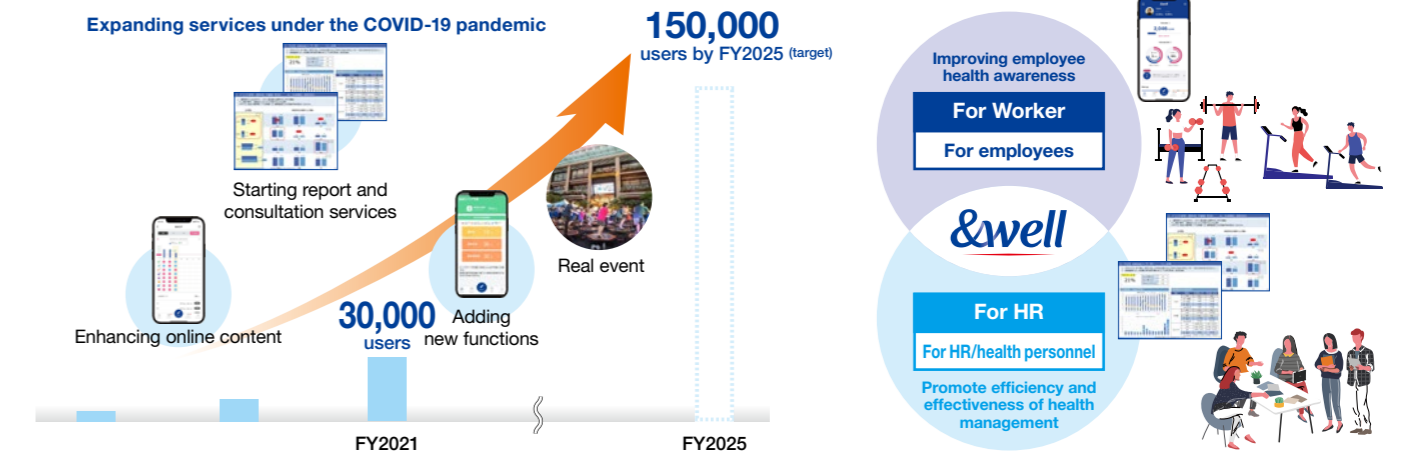 Expanding services under the COVID-19 pandemic
150,000
users by FY2025 (target)
Starting report and
consultation services
Real event
Enhancing online content
30,000
users
Adding
new functions
FY2021
FY2025
Improving employee
health awareness
For Worker
For employees
&well
For HR
For HR/health personnel
Promote efficiency and
effectiveness of health
management
21%